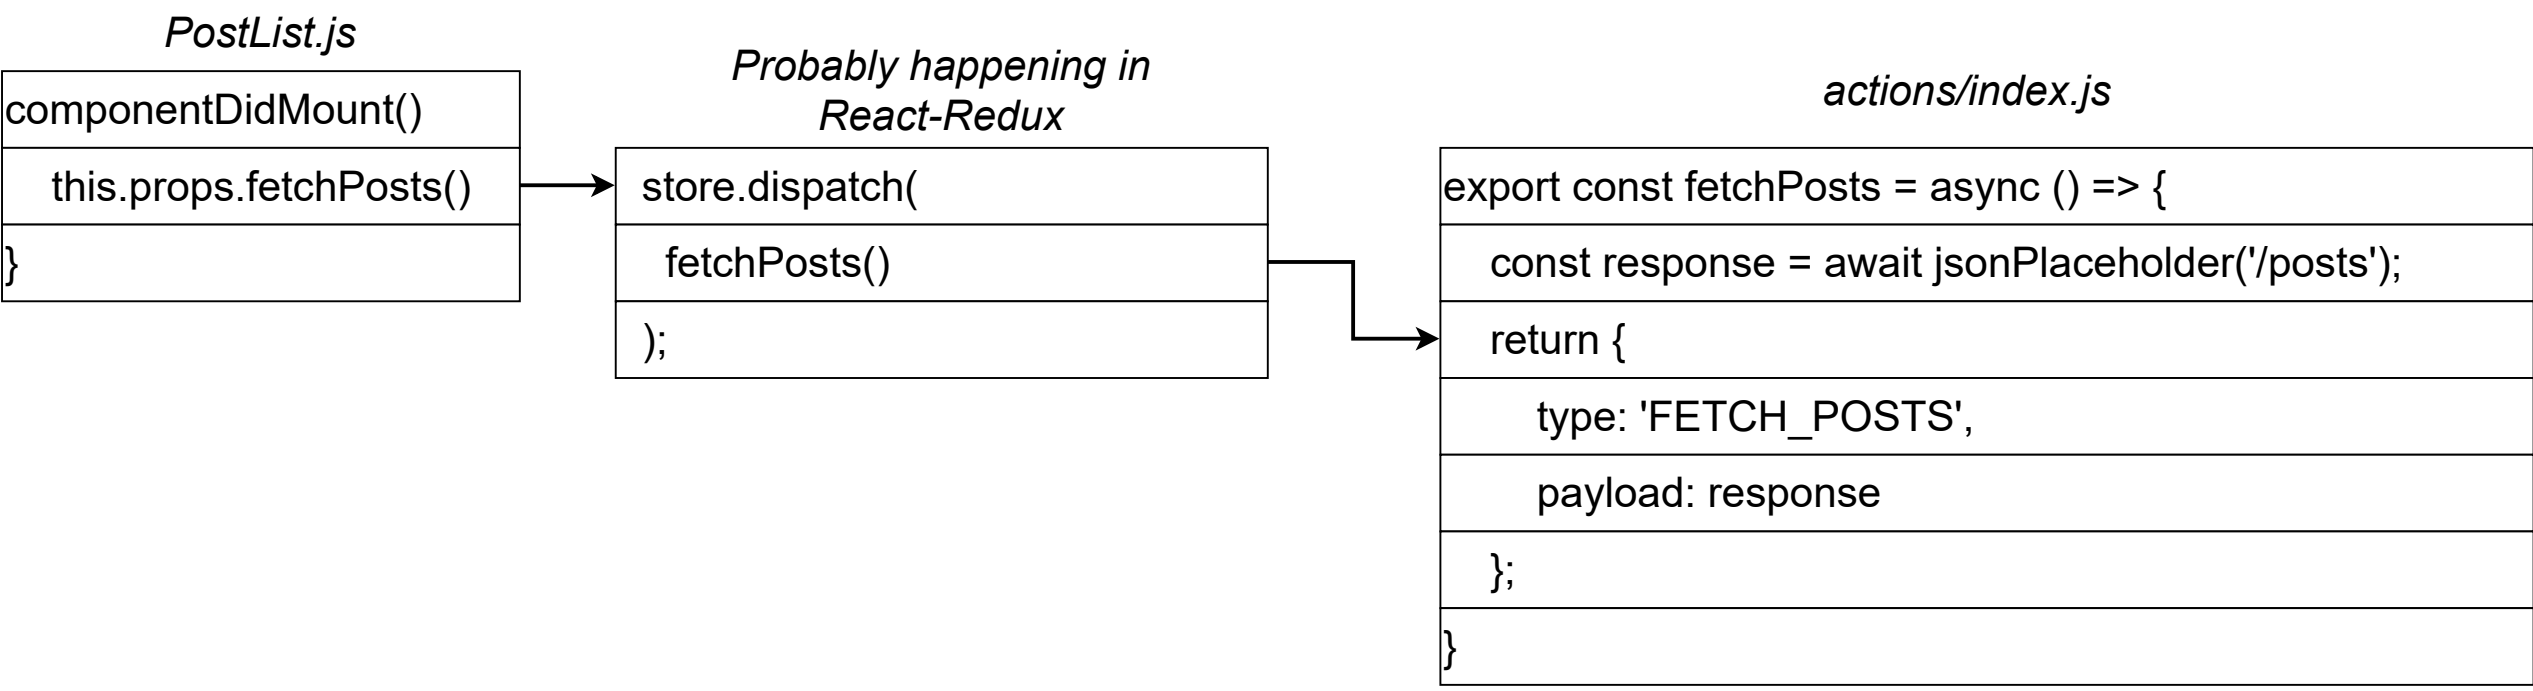 PostList.js
componentDidMount()
this.props.fetchPosts()
}
Probably happening in
React-Redux
store.dispatch(
fetchPosts()
);
actions/index.js
export const fetchPosts = async () => {
const response = await jsonPlaceholder('/posts');
return {
type: 'FETCH_POSTS',
payload: response
};
}